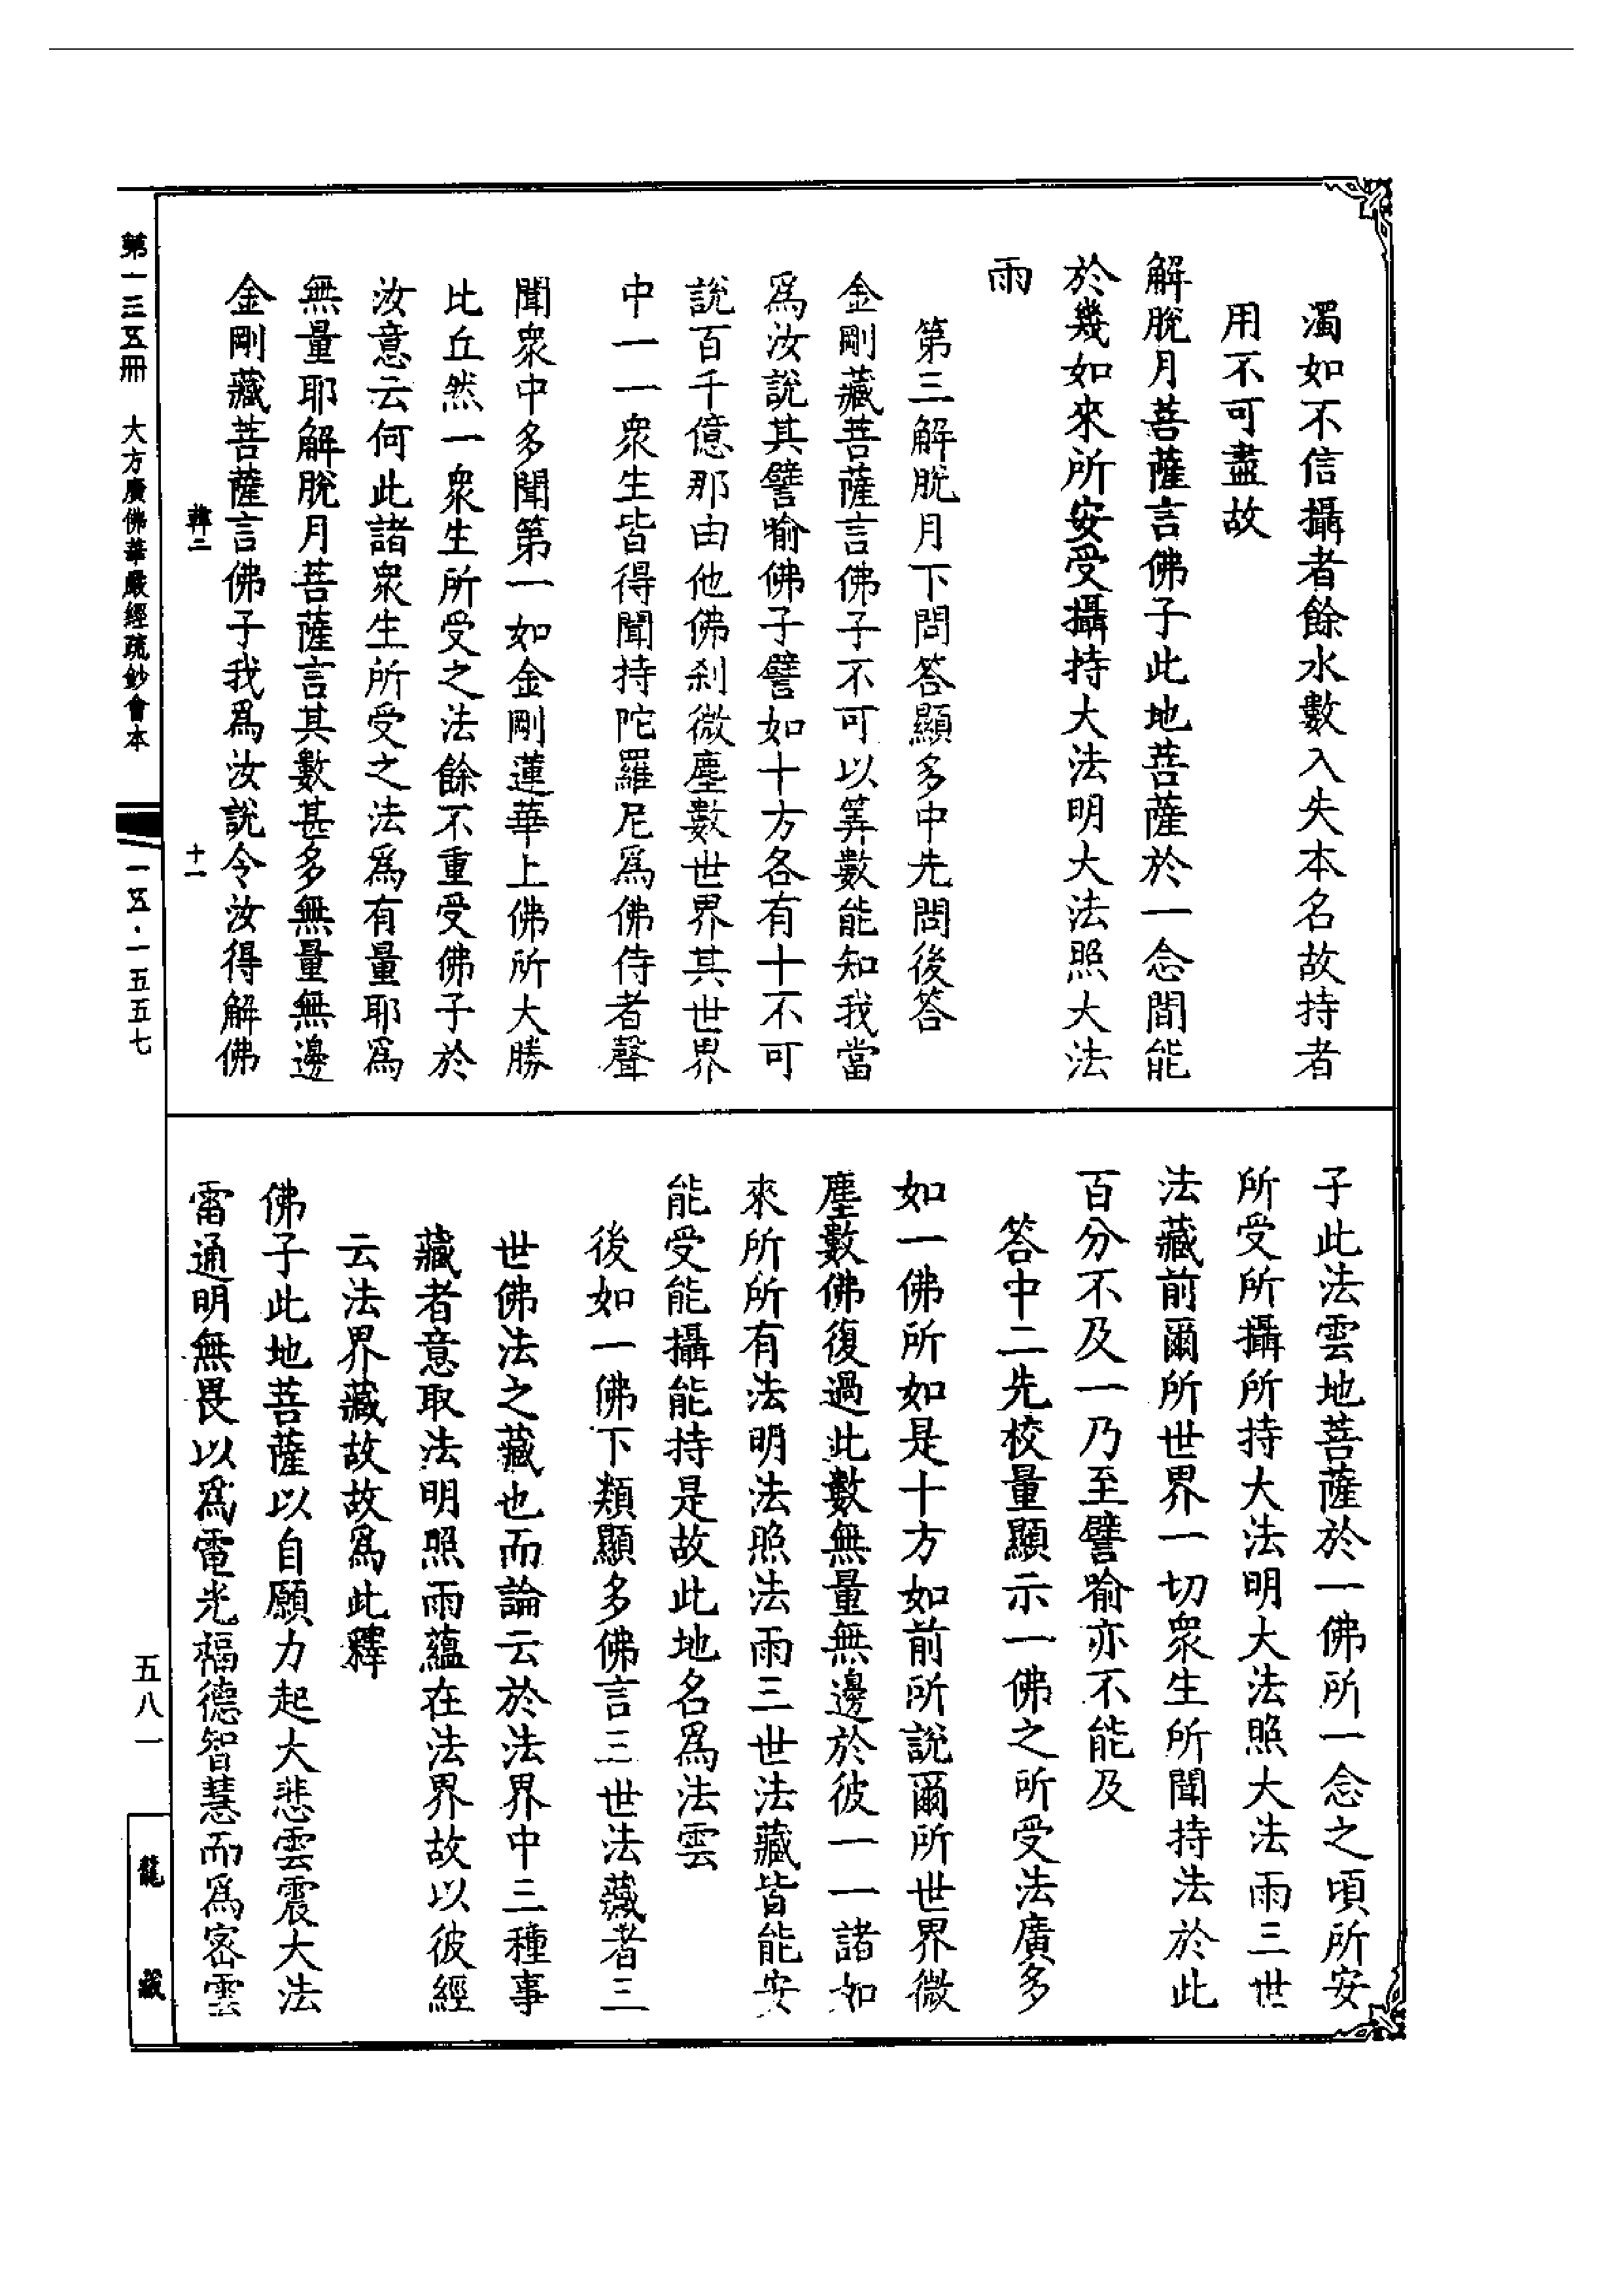 濁如不信攝者餘水數入失本名故持者
用不可盡故
解脫月菩薩言佛子此地菩薩於一念間能
於幾如來所安受攝持大法明大法照大法
雨
第三解脫月下問答顯多中先問後答
金剛藏菩薩言佛子不可以筭數能知我當
爲汝說其譬喻佛子譬如十方各有十不可
說百千億那由他佛刹微塵數世界其世界
中一一衆生皆得聞持陀羅尼爲佛侍者聲
聞衆中多聞第一如金剛蓮華上佛所大勝
比丘然一衆生所受之法餘不重受佛子於
汝意云何此諸衆生所受之法爲有量耶爲
無量耶解脫月菩薩言其數甚多無量無邊
金剛藏菩薩言佛子我爲汝說令汝得解佛
韓二 十一
子此法雲地菩薩於一佛所一念之頃所安
所受所攝所持大法明大法照大法雨三世
法藏前爾所世界一切衆生所聞持法於此
百分不及一乃至譬喻亦不能及
答中二先校量顯示一佛之所受法廣多
如一佛所如是十方如前所說爾所世界微
塵數佛復過此數無量無邊於彼一一諸如
來所所有法明法照法雨三世法藏皆能安
能受能攝能持是故此地名爲法雲
後如一佛下類顯多佛言三世法藏者三
世佛法之藏也而論云於法界中三種事
藏者意取法明照雨蘊在法界故以彼經
云法界藏故故爲此釋
佛子此地菩薩以自願力起大悲雲震大法
雷通明無畏以爲電光福德智慧而爲密雲
第一三五冊 大方廣佛華嚴經疏鈔會本 一五·一五五七
五八一
龍藏